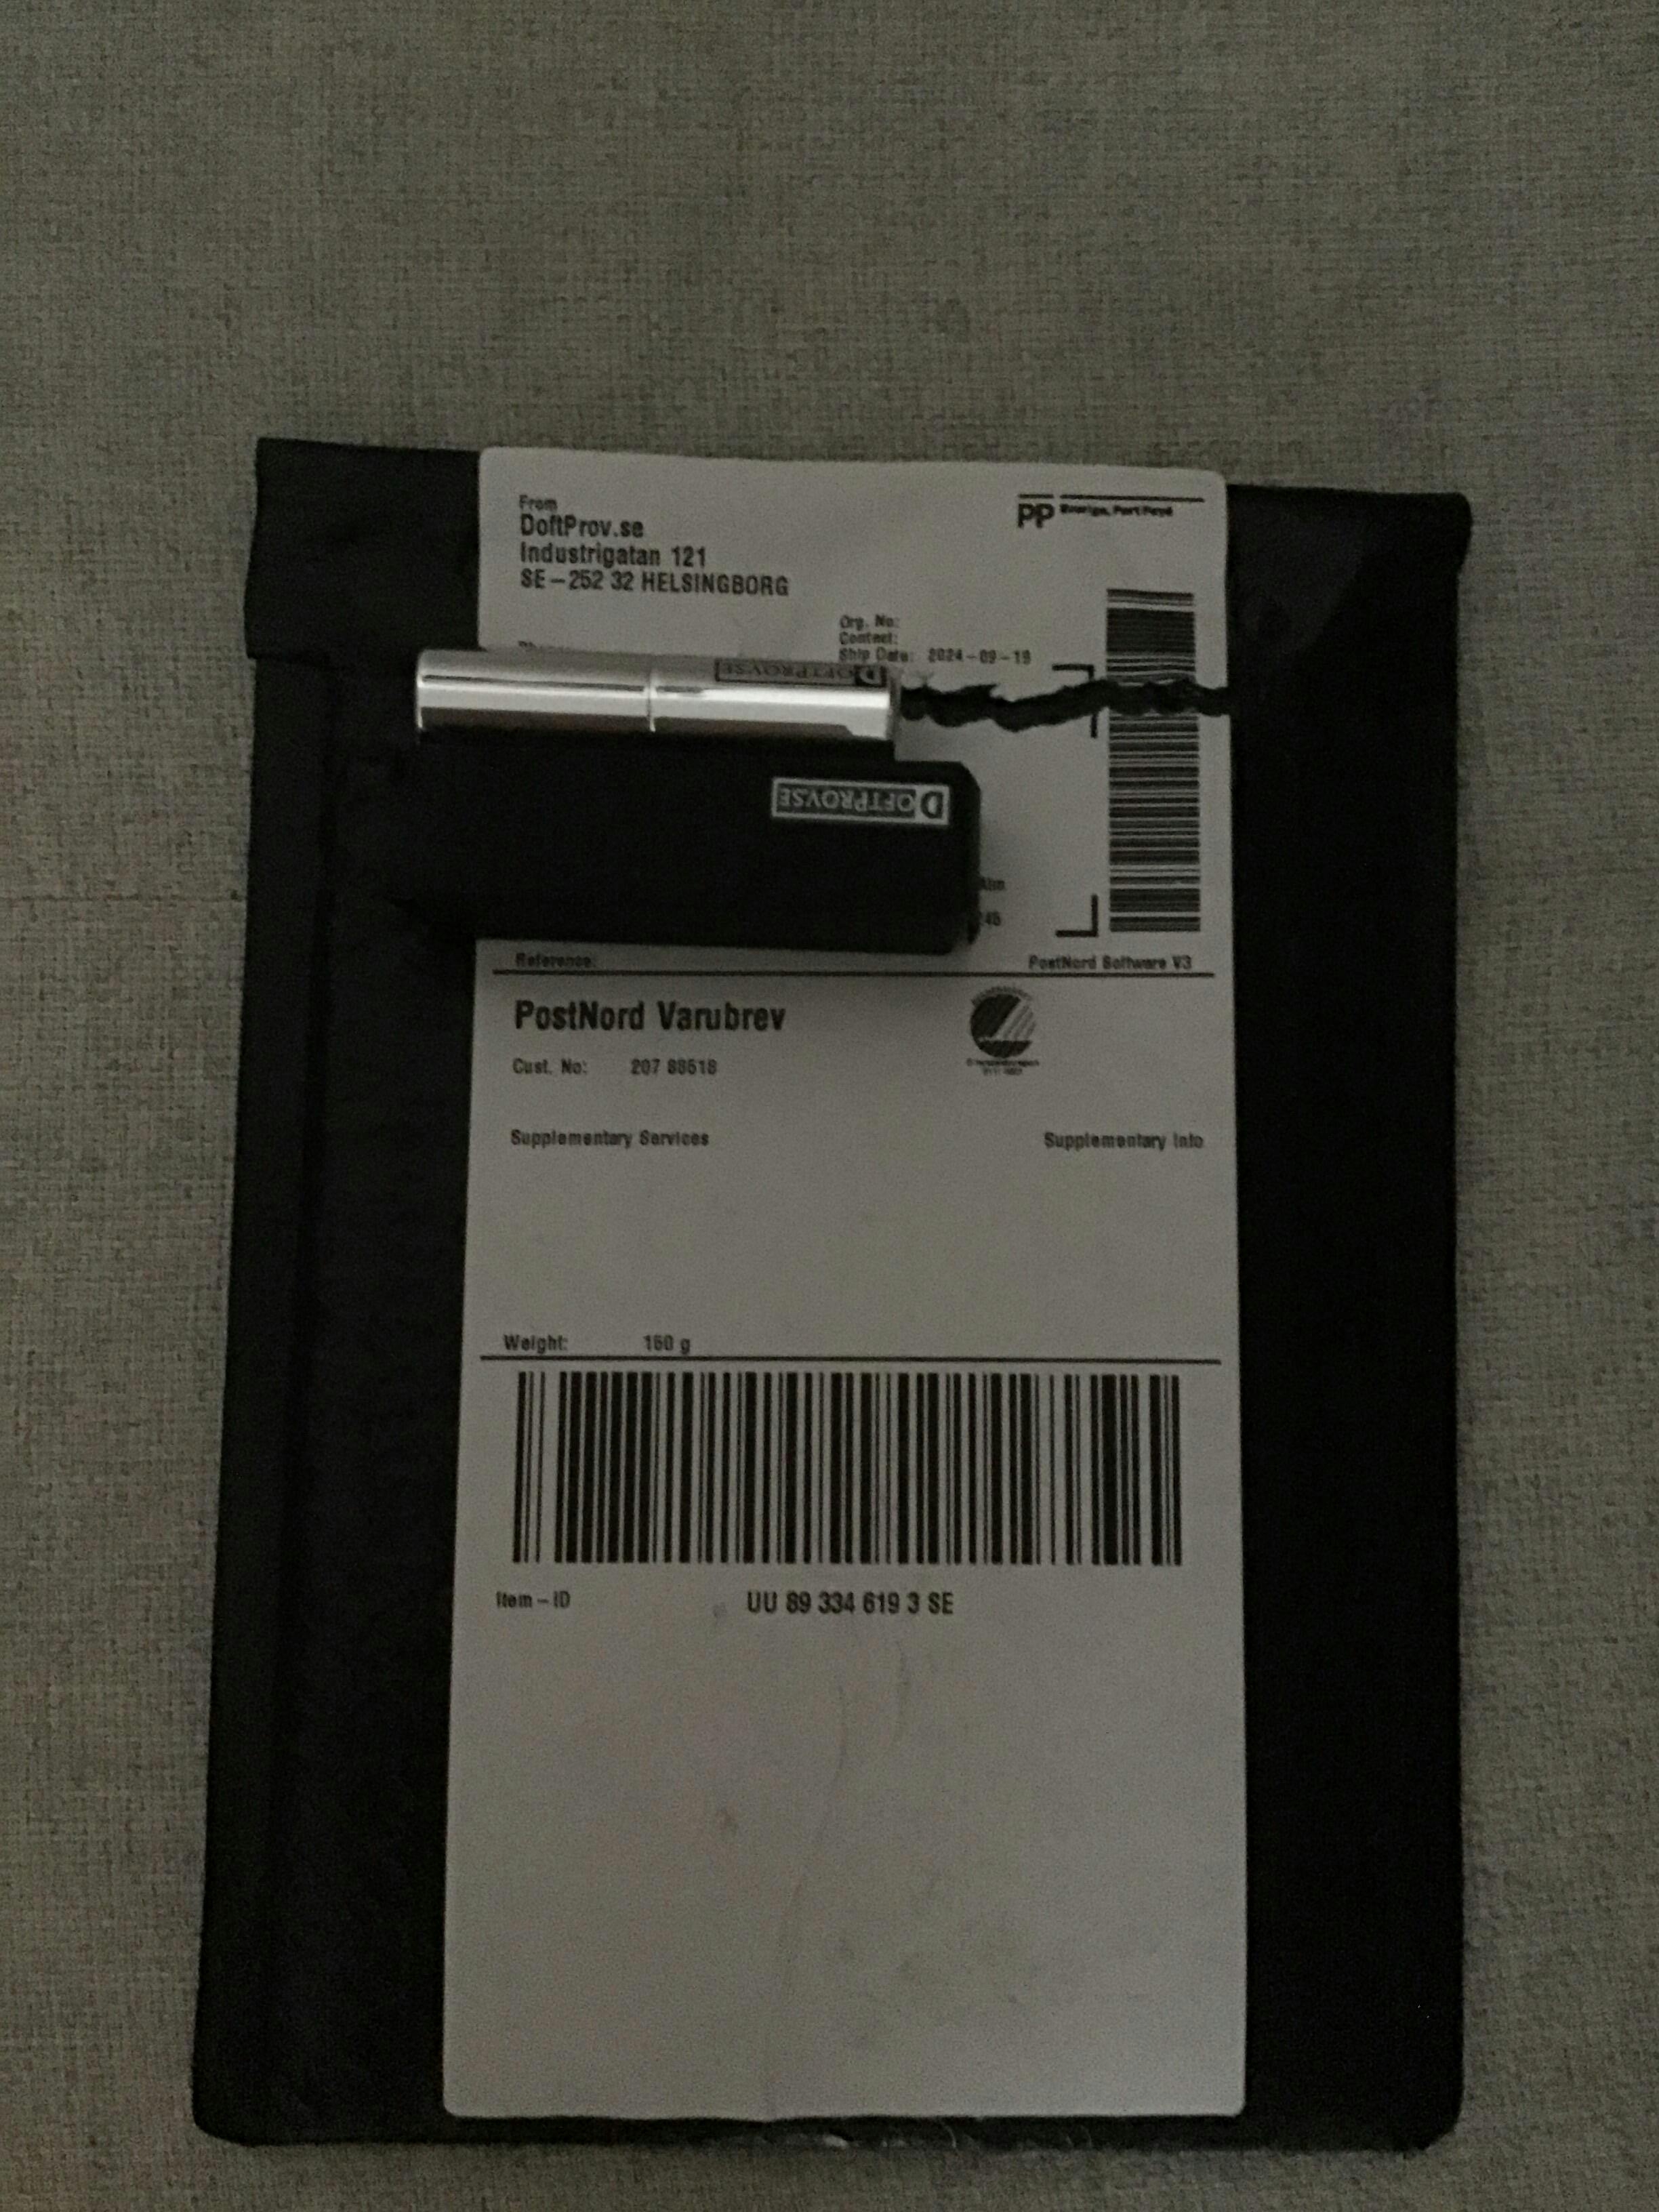 From
DoftProv.se
Industrigatan 121
SE-252 32 HELSINGBORG
PP
Org. No:
Contact:
Ship Date: 2024-09-19
DOFTPROV.SE
DOFTPROV.SE
Reference:
PostNord Software V3
PostNord Varubrev
Cust. No: 207 88518
Supplementary Services
Supplementary Info
Weight: 160 g
Item-ID UU 89 334 619 3 SE